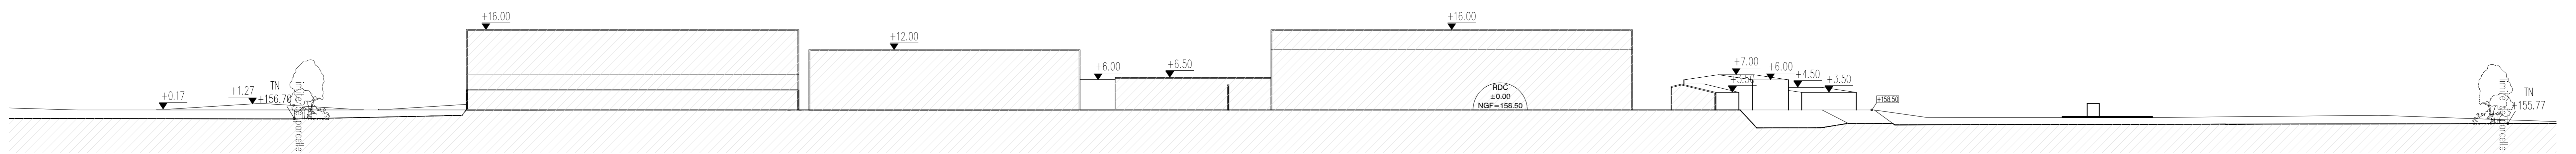 +0.17
+1.27
TN
+156.70
limite de parcelle
+16.00
+12.00
+6.00
+6.50
+16.00
RDC
±0.00
NGF=158.50
+7.00
+3.50
+6.00
+4.50
+3.50
+158.50
limite de parcelle
TN
+155.77